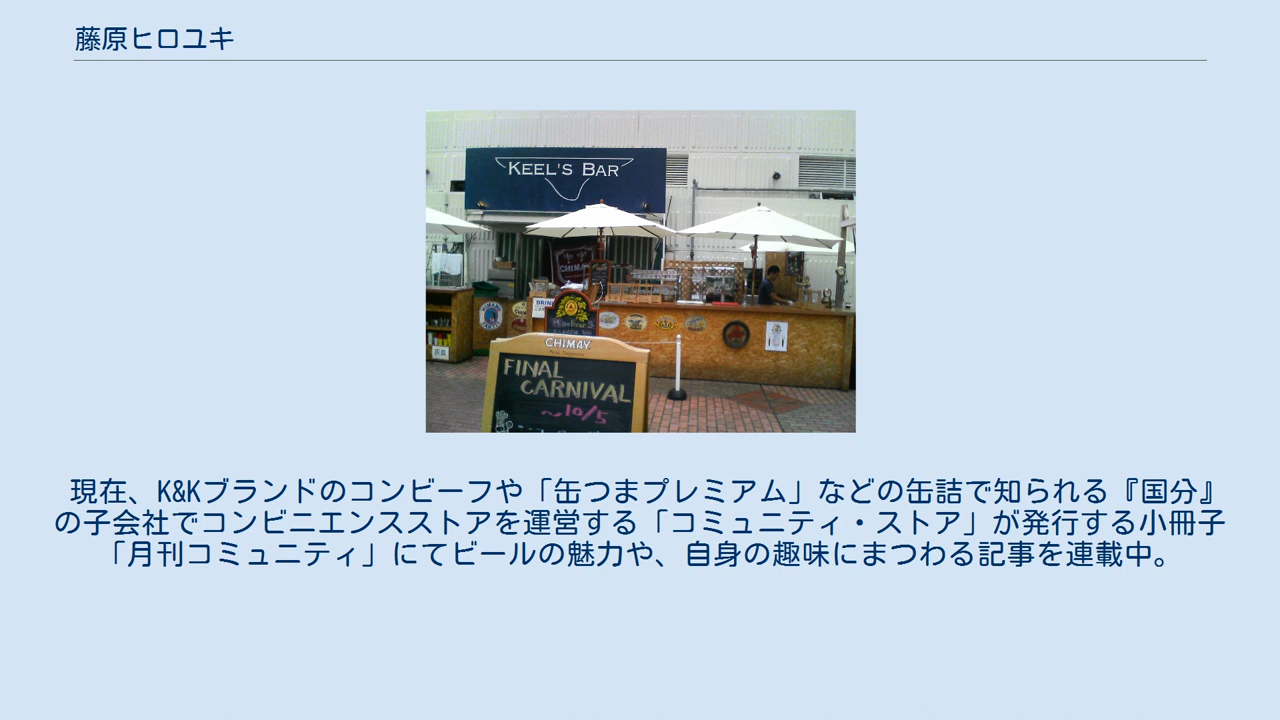 藤原ヒロユキ
KEEL'S BAR
CHIMAY
DRINK
CHIMAY
FINAL
CARNIVAL
～10/5
現在、K&Kブランドのコンビーフや「缶つまプレミアム」などの缶詰で知られる『国分』
の子会社でコンビニエンスストアを運営する「コミュニティ・ストア」が発行する小冊子
「月刊コミュニティ」にてビールの魅力や、自身の趣味にまつわる記事を連載中。